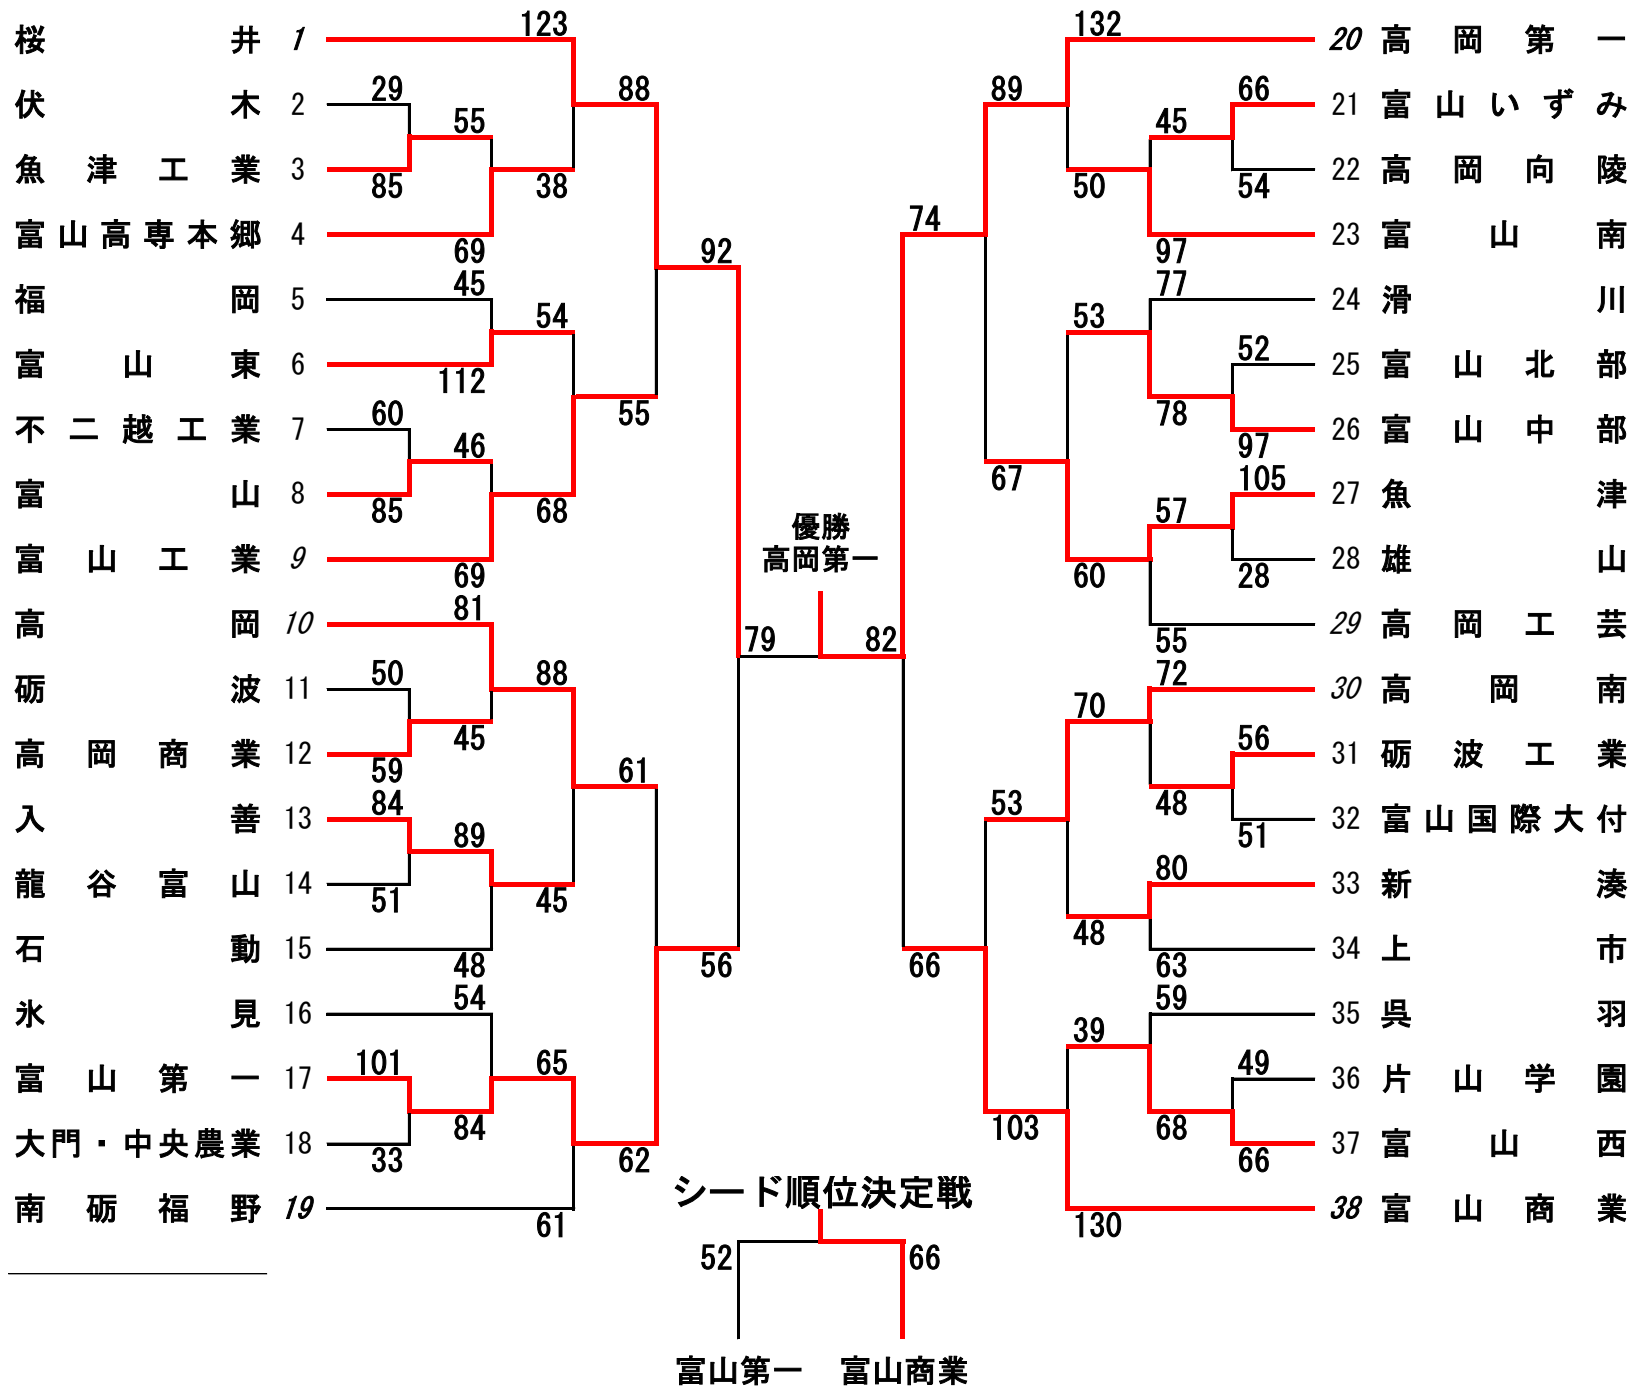 桜井 1 123
伏木 2 29
魚津工業 3 85
富山高専本郷 4 69
福岡 5 45
富山東 6 112
不二越工業 7 60
富山 8 85
富山工業 9 69
高岡 10 81
砺波 11 50
高岡商業 12 59
入善 13 84
龍谷富山 14 51
石動 15 48
氷見 16 54
富山第一 17 101
大門・中央農業 18 33
南砺福野 19 61
55
38
54
46
68
88
45
89
45
65
84
88
55
61
62
92
56
79
優勝
高岡第一
82
74
66
89
67
53
103
50
53
60
70
48
39
45
78
57
48
68
132 20 高岡第一
66 21 富山いずみ
54 22 高岡向陵
97 23 富山南
77 24 滑川
52 25 富山北部
97 26 富山中部
105 27 魚津
28 28 雄山
55 29 高岡工芸
72 30 高岡南
56 31 砺波工業
51 32 富山国際大付
80 33 新湊
63 34 上市
59 35 呉羽
49 36 片山学園
66 37 富山西
130 38 富山商業
シード順位決定戦
52 66
富山第一 富山商業